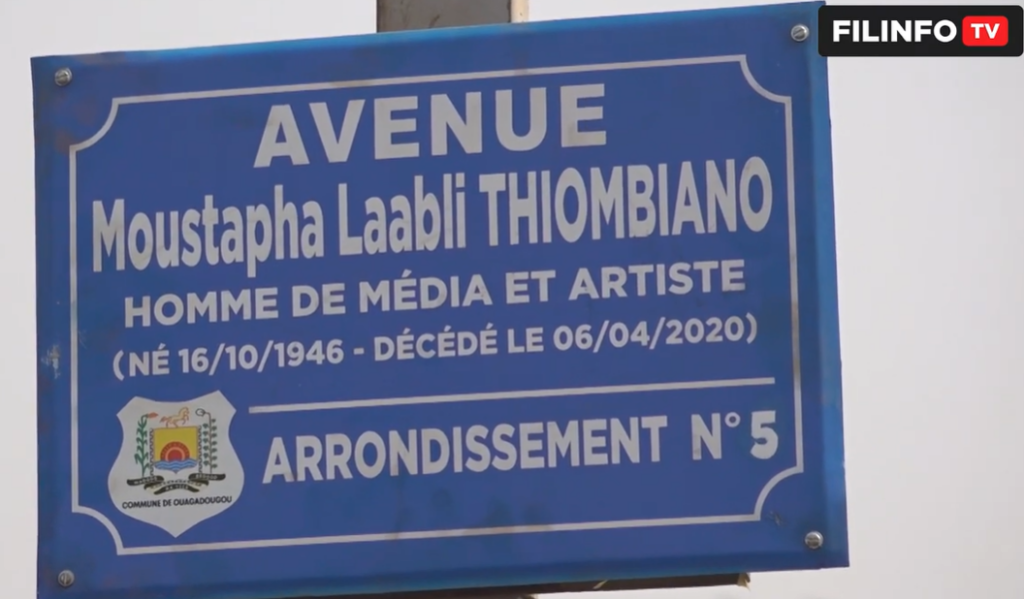 FILINFO TV
AVENUE
Moustapha Laabli THIOMBIANO
HOMME DE MÉDIA ET ARTISTE
(NÉ 16/10/1946 - DÉCÉDÉ LE 06/04/2020)
ARRONDISSEMENT N° 5
COMMUNE DE OUAGADOUGOU